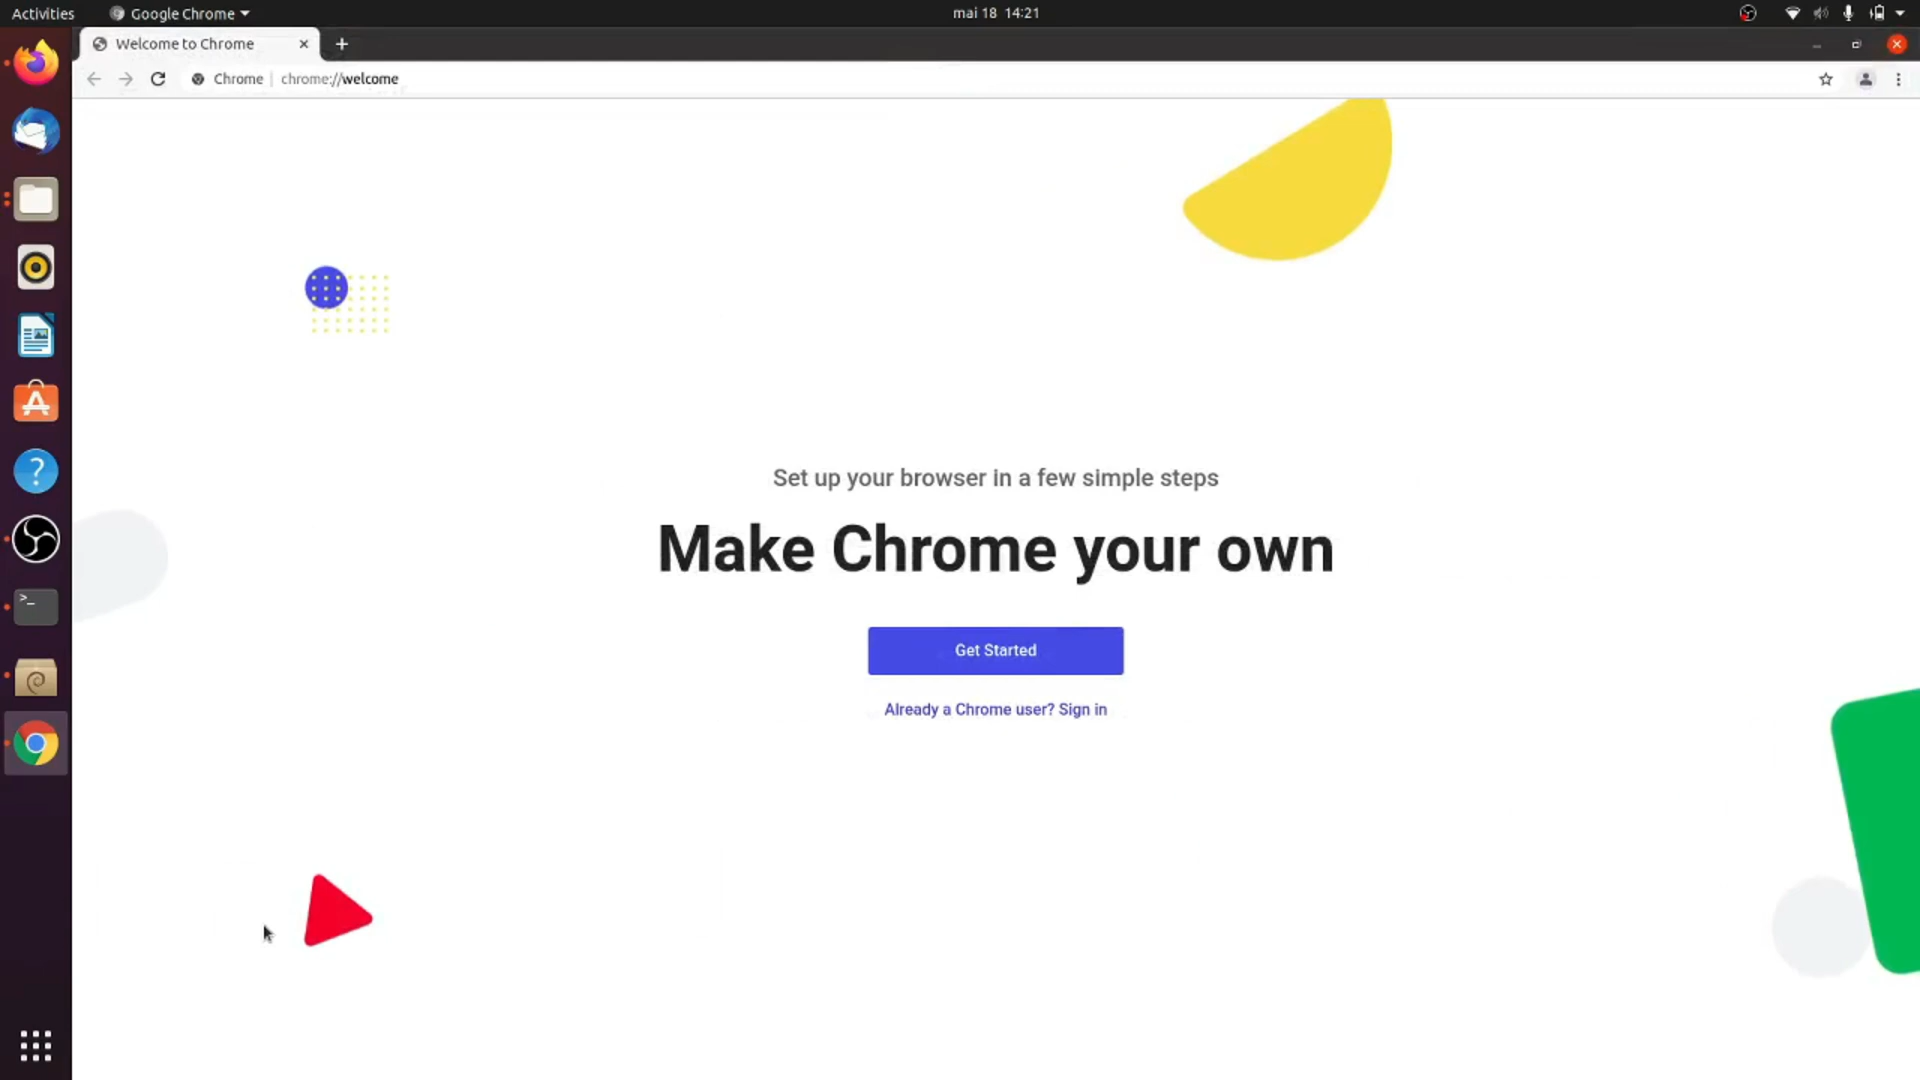 Activities
Google Chrome
mai 18 14:21
Welcome to Chrome
Chrome | chrome://welcome
Set up your browser in a few simple steps
Make Chrome your own
Get Started
Already a Chrome user? Sign in